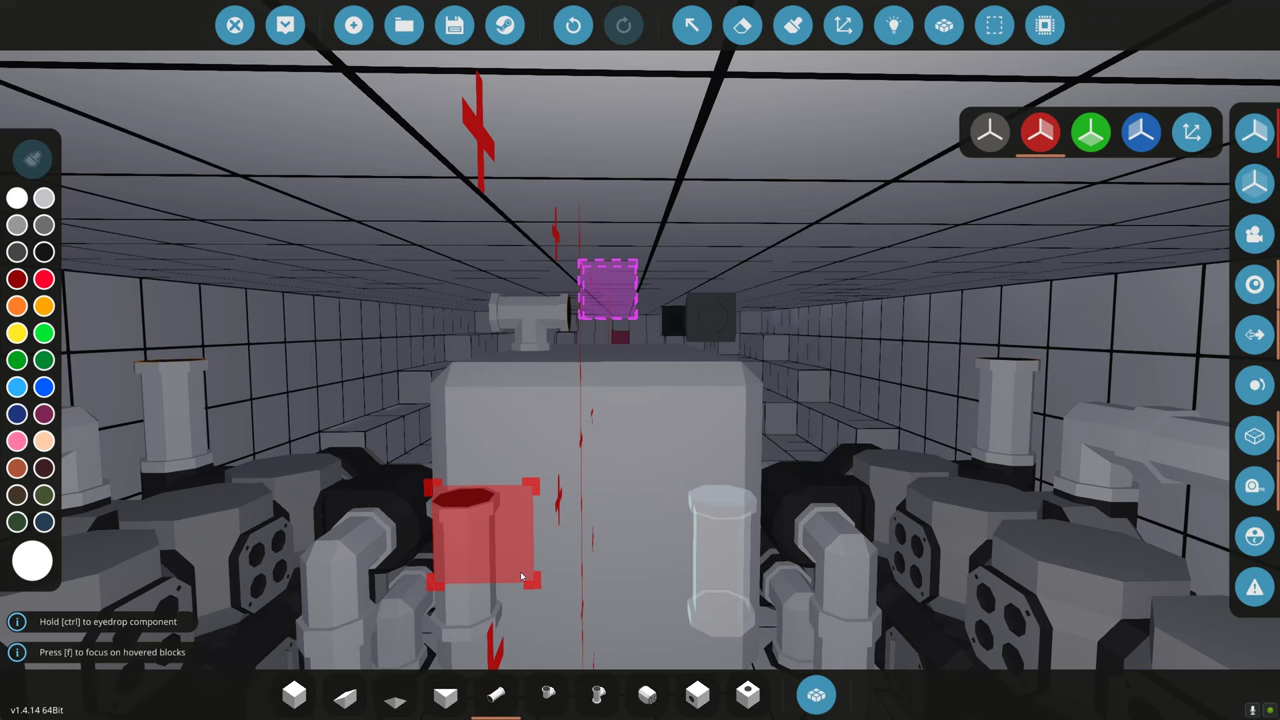 Hold [ctrl] to eyedrop component
Press [f] to focus on hovered blocks
v1.4.14 64Bit